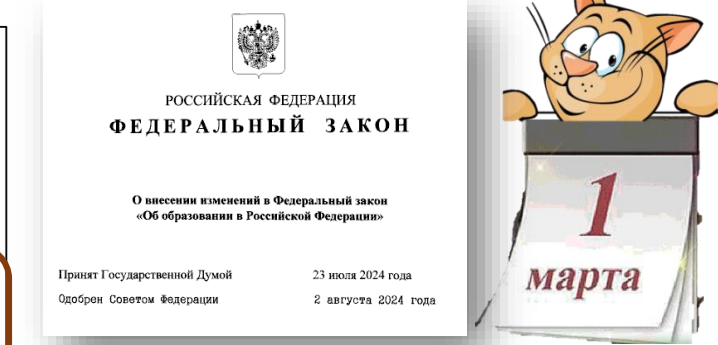 РОССИЙСКАЯ ФЕДЕРАЦИЯ
ФЕДЕРАЛЬНЫЙ ЗАКОН
О внесении изменений в Федеральный закон
«Об образовании в Российской Федерации»
Принят Государственной Думой 23 июля 2024 года
Одобрен Советом Федерации 2 августа 2024 года
1
марта